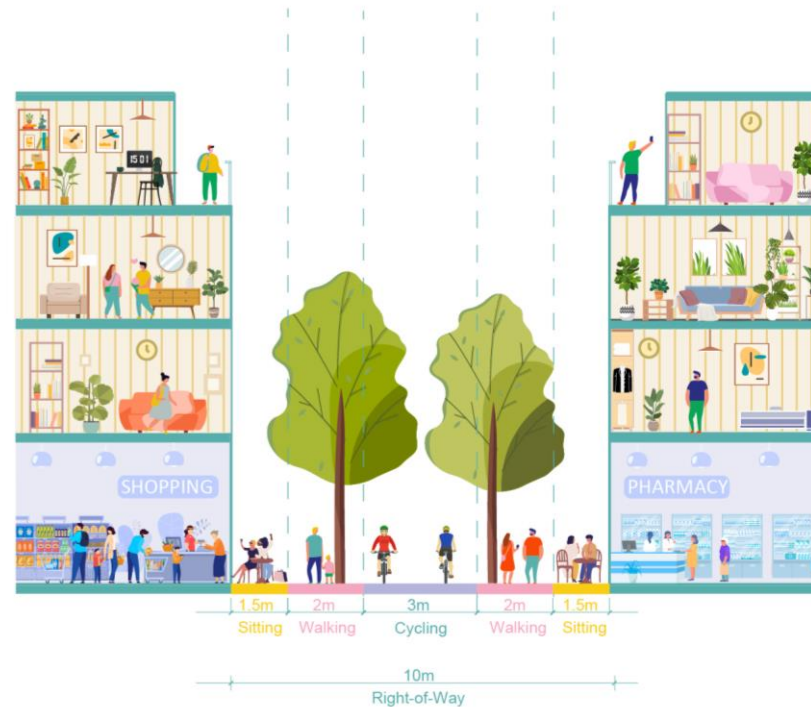 15 01
SHOPPING
PHARMACY
1.5m 2m 3m 2m 1.5m
Sitting Walking Cycling Walking Sitting
10m
Right-of-Way